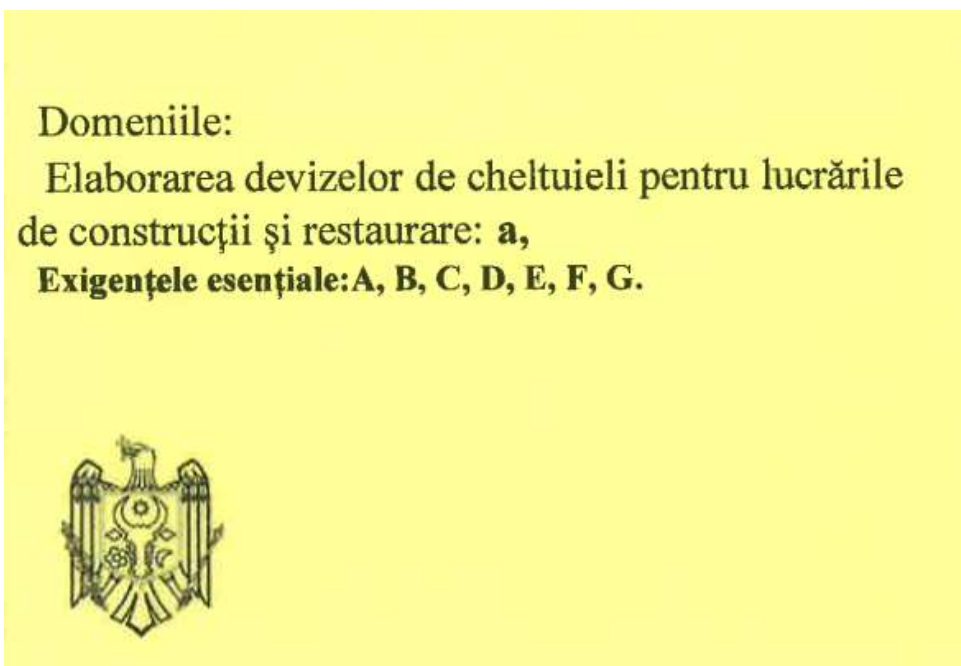 Domeniile:
Elaborarea devizelor de cheltuieli pentru lucrările
de construcţii şi restaurare: a,
Exigenţele esenţiale:A, B, C, D, E, F, G.